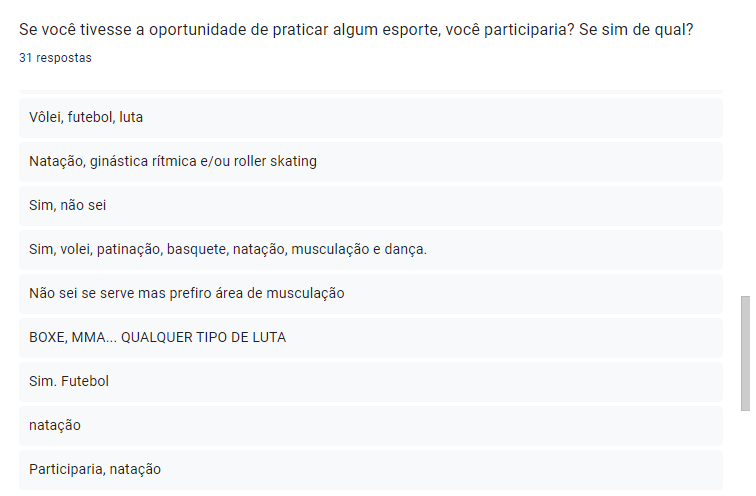 Se você tivesse a oportunidade de praticar algum esporte, você participaria? Se sim de qual?
31 respostas
Vôlei, futebol, luta
Natação, ginástica rítmica e/ou roller skating
Sim, não sei
Sim, volei, patinação, basquete, natação, musculação e dança.
Não sei se serve mas prefiro área de musculação
BOXE, MMA... QUALQUER TIPO DE LUTA
Sim. Futebol
natação
Participaria, natação